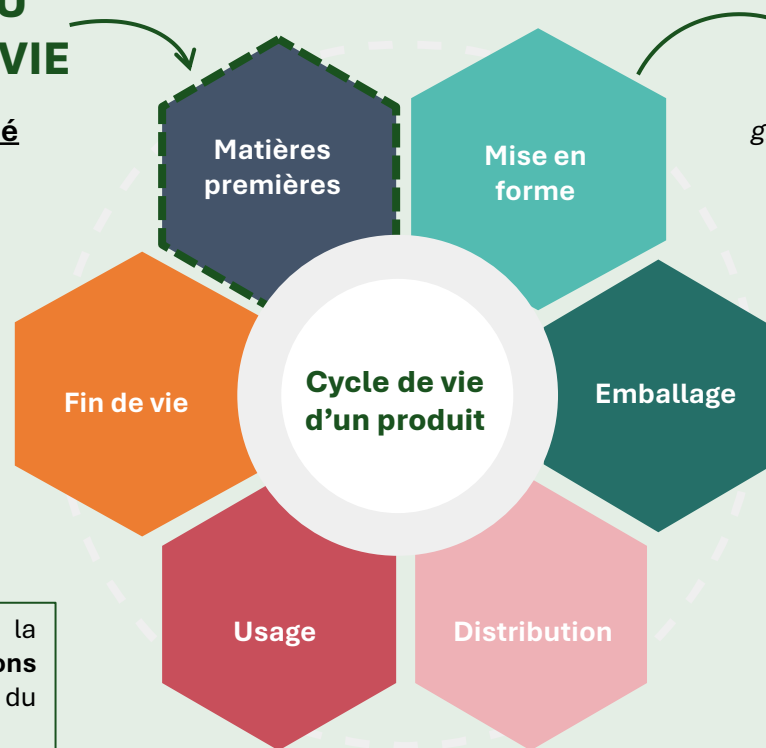 U
VIE
é
g
Matières
premières
Mise en
forme
Fin de vie
Cycle de vie
d’un produit
Emballage
Usage
Distribution
la
ons
du